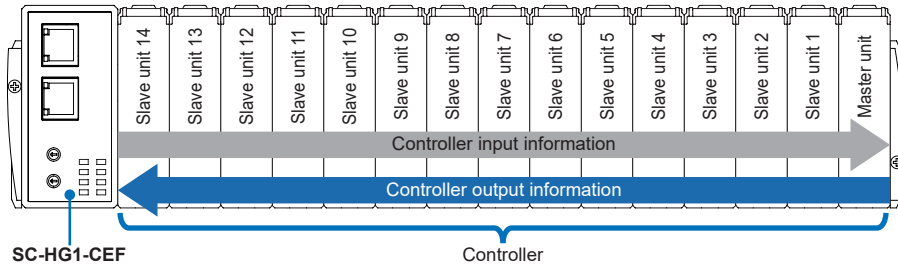 Slave unit 14
Slave unit 13
Slave unit 12
Slave unit 11
Slave unit 10
Slave unit 9
Slave unit 8
Slave unit 7
Slave unit 6
Slave unit 5
Slave unit 4
Slave unit 3
Slave unit 2
Slave unit 1
Master unit
Controller input information
Controller output information
SC-HG1-CEF
Controller